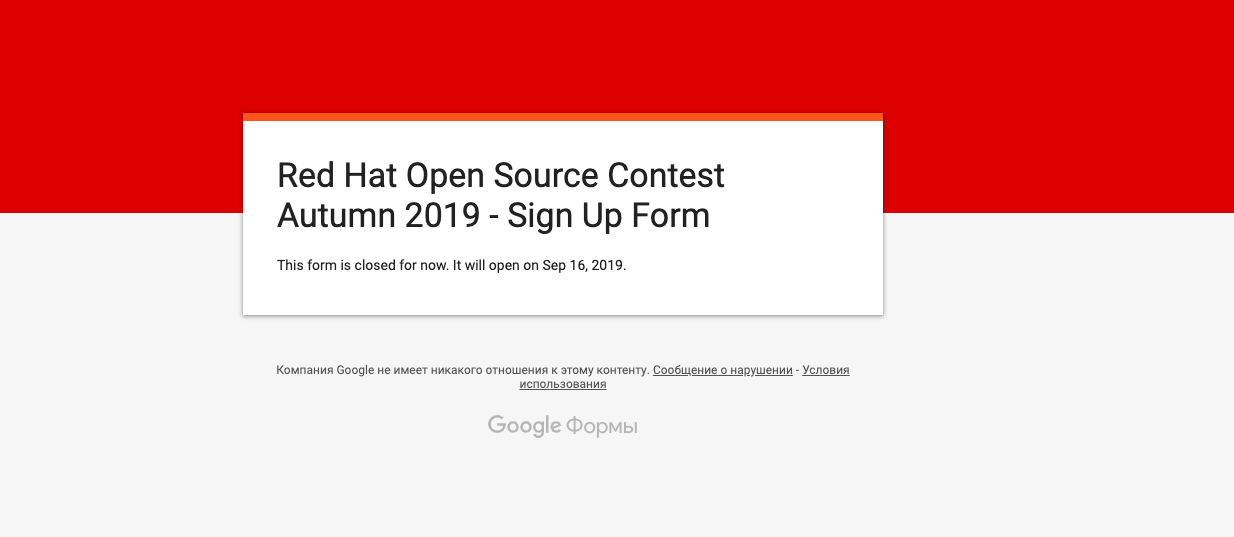 Red Hat Open Source Contest
Autumn 2019 - Sign Up Form
This form is closed for now. It will open on Sep 16, 2019.
Компания Google не имеет никакого отношения к этому контенту. Сообщение о нарушении - Условия
использования
Google Формы